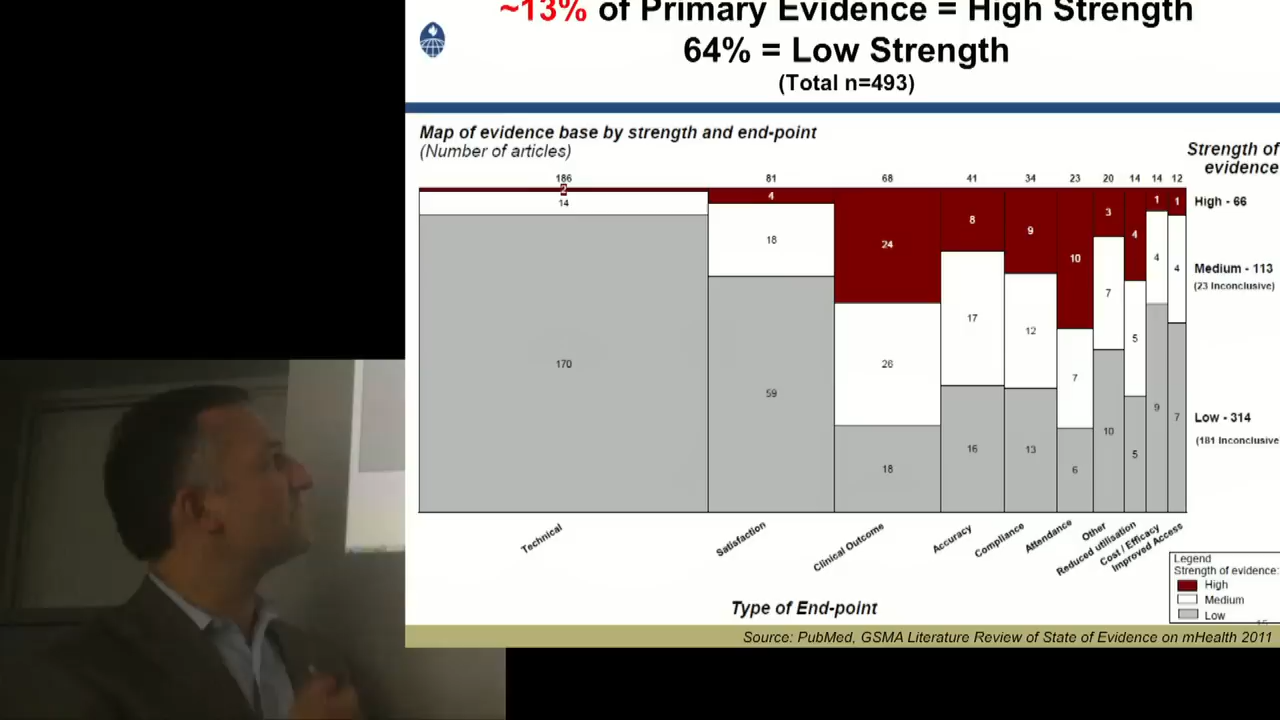 ~13% of Primary Evidence = High Strength
64% = Low Strength
(Total n=493)
Map of evidence base by strength and end-point
(Number of articles)
Strength of
evidence
186 81 68 41 34 23 20 14 14 12
2 4 24 8 9 10 3 4 1 1
High - 66
14 18 26 17 12 7 7 5 4 4
Medium - 113
(23 Inconclusive)
170 59 18 16 13 6 10 5 9 7
Low - 314
(181 Inconclusive
Technical
Satisfaction
Clinical Outcome
Accuracy
Compliance
Attendance
Other
Reduced utilisation
Cost / Efficacy
Improved Access
Type of End-point
Legend
Strength of evidence:
High
Medium
Low
Source: PubMed, GSMA Literature Review of State of Evidence on mHealth 2011